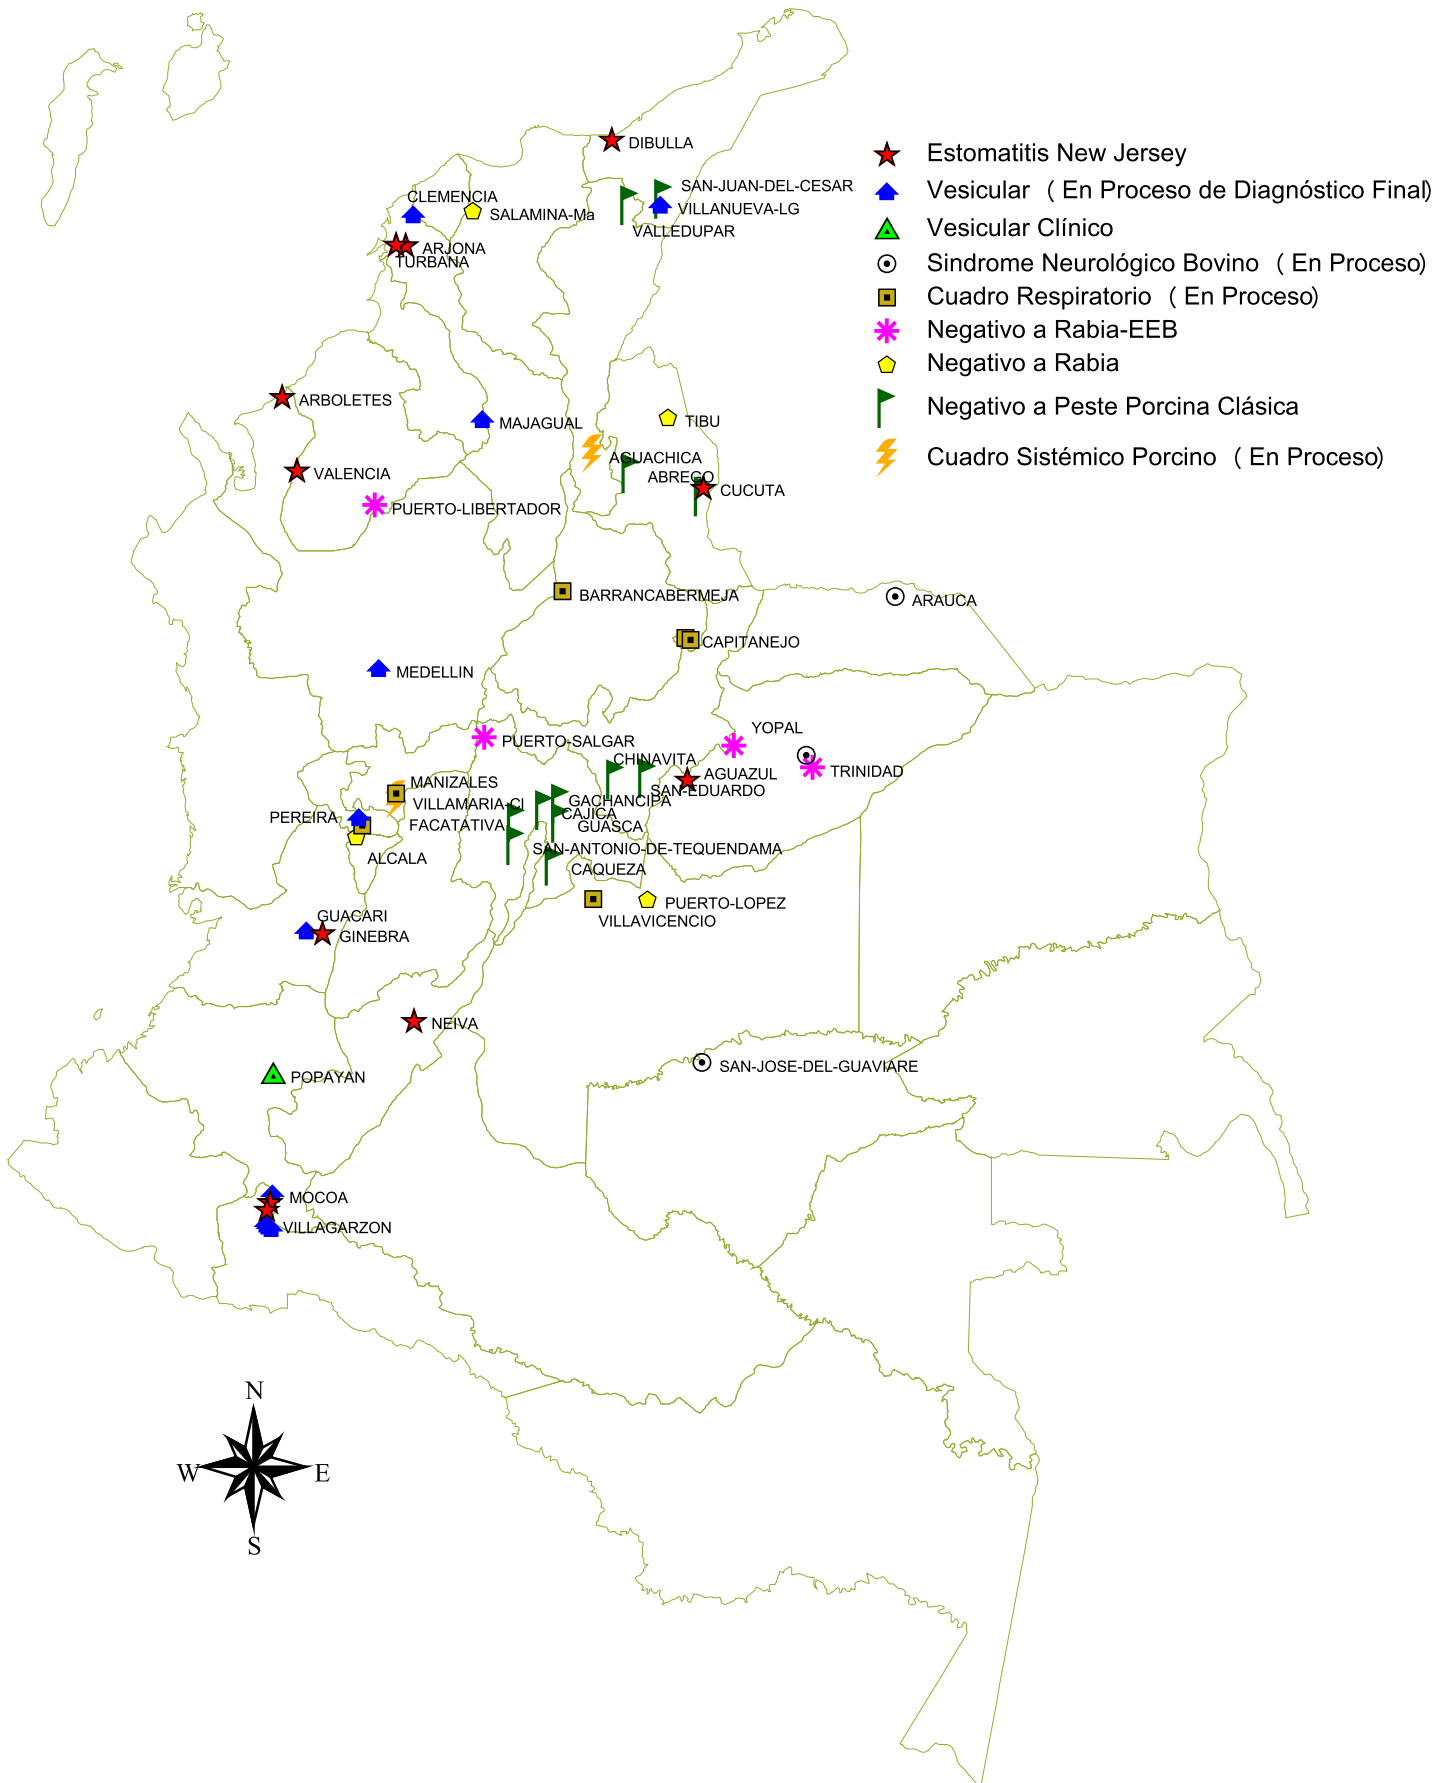 DIBULLA
Estomatitis New Jersey
SAN-JUAN-DEL-CESAR
Vesicular ( En Proceso de Diagnóstico Final)
CLEMENCIA
VILLANUEVA-LG
SALAMINA-Ma
VALLEDUPAR
Vesicular Clínico
ARJONA
TURBANA
Sindrome Neurológico Bovino ( En Proceso)
Cuadro Respiratorio ( En Proceso)
Negativo a Rabia-EEB
Negativo a Rabia
ARBOLETES
Negativo a Peste Porcina Clásica
MAJAGUAL
TIBU
AGUACHICA
Cuadro Sistémico Porcino ( En Proceso)
VALENCIA
ABREGO
CUCUTA
PUERTO-LIBERTADOR
BARRANCABERMEJA
ARAUCA
CAPITANEJO
MEDELLIN
YOPAL
PUERTO-SALGAR
CHINAVITA
TRINIDAD
AGUAZUL
MANIZALES
SAN-EDUARDO
VILLAMARIA-Cl
GACHANCIPA
CAJICA
PEREIRA
FACATATIVA
GUASCA
SAN-ANTONIO-DE-TEQUENDAMA
ALCALA
CAQUEZA
PUERTO-LOPEZ
GUACARI
VILLAVICENCIO
GINEBRA
NEIVA
SAN-JOSE-DEL-GUAVIARE
POPAYAN
MOCOA
VILLAGARZON
N
W
E
S